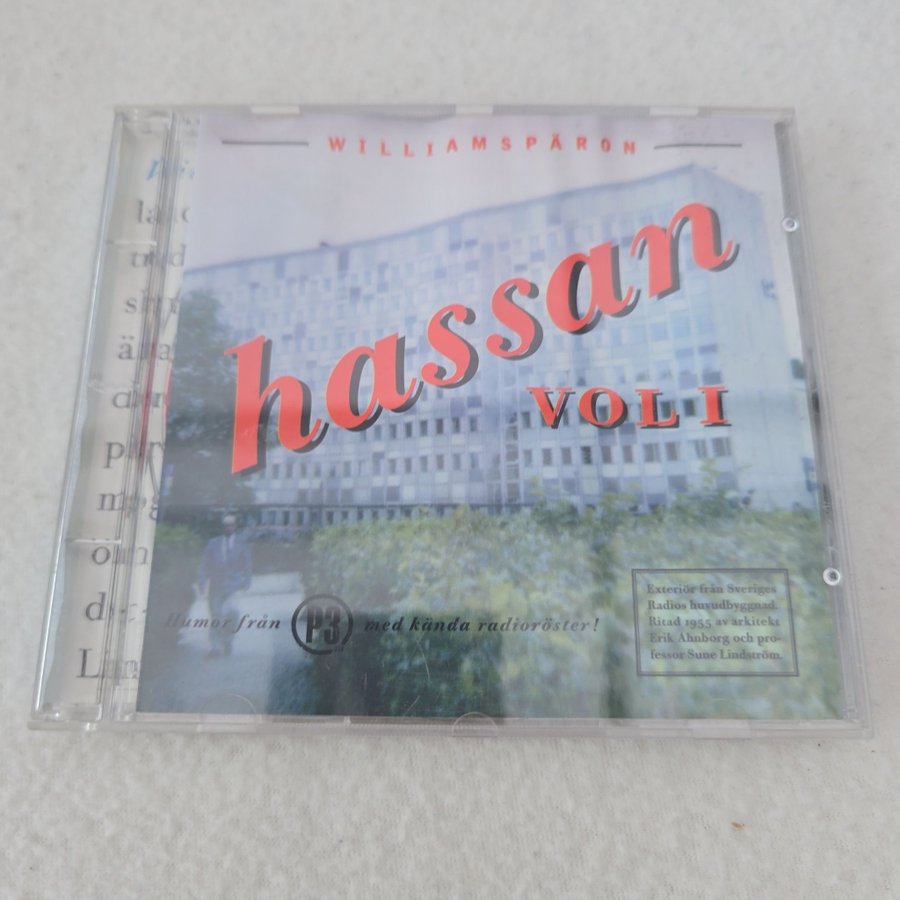 WILLIAMSPÄRON
hassan
VOL I
Humor från P3 med kända radioröster!
Exteriör från Sveriges
Radios huvudbyggnad.
Ritad 1955 av arkitekt
Erik Ahnborg och pro-
fessor Sune Lindström.